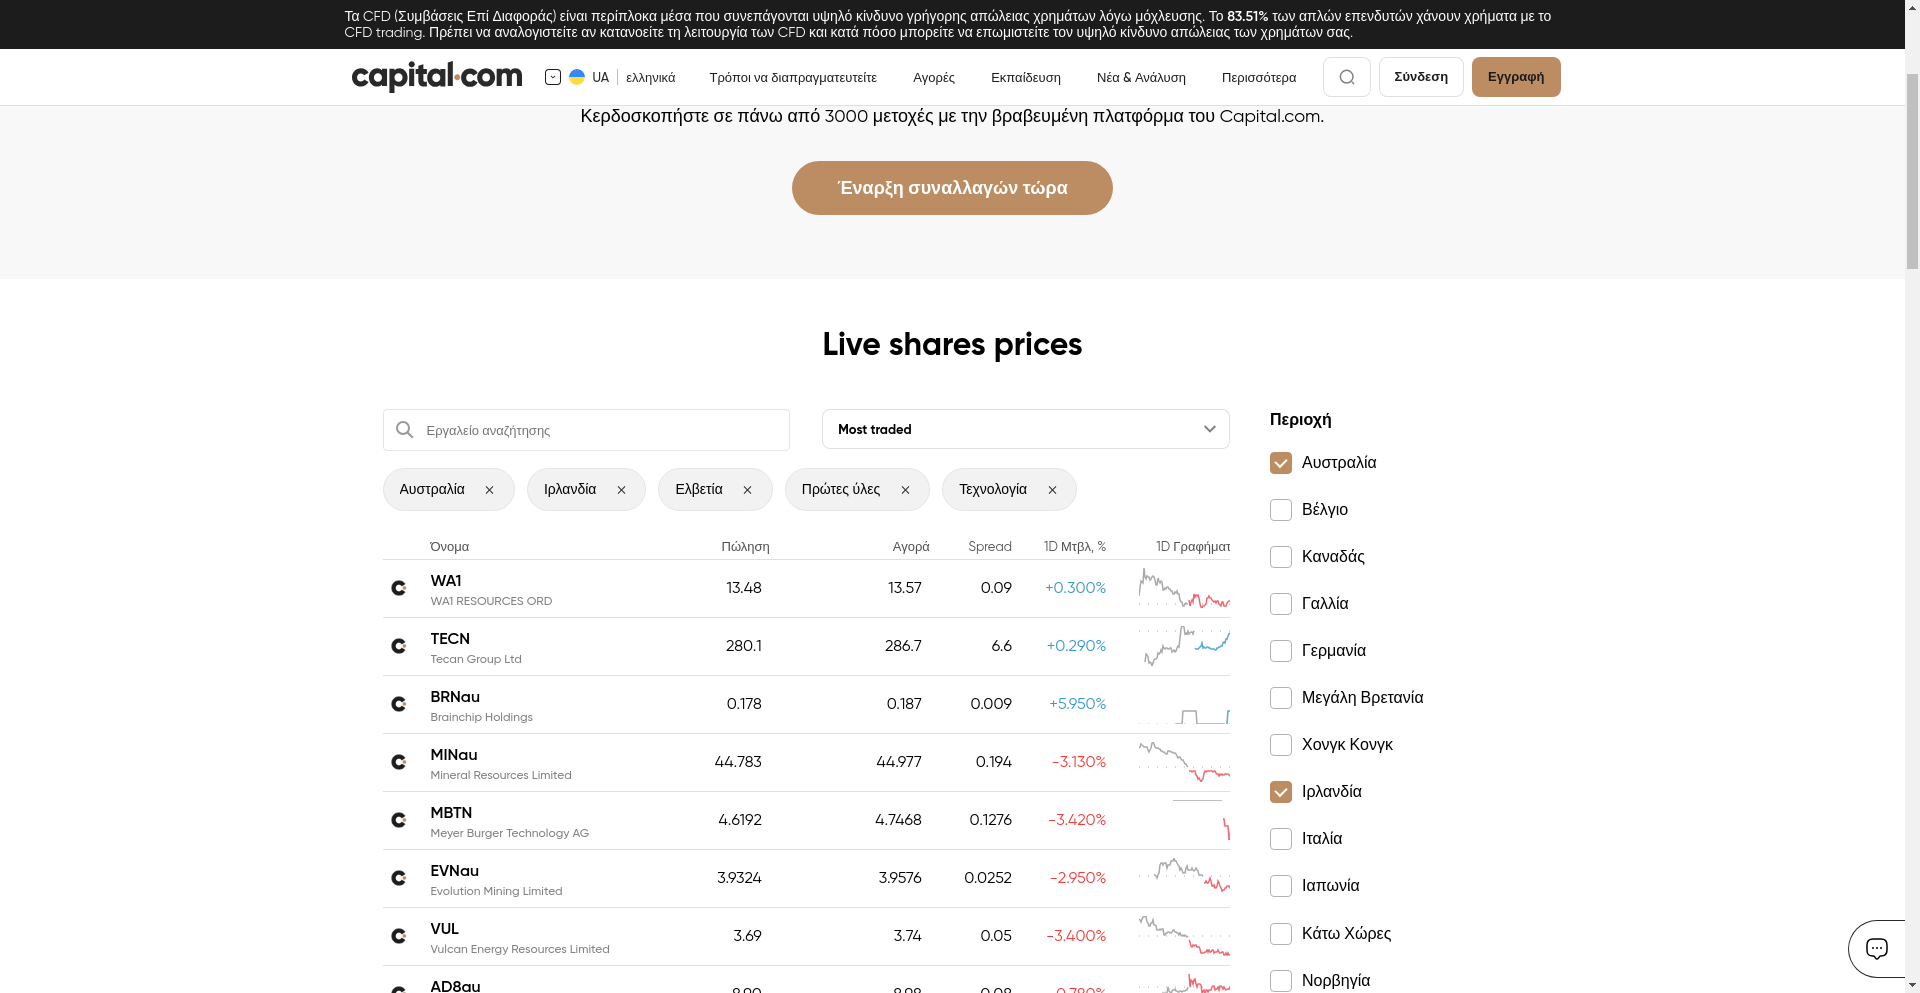 Τα CFD (Συμβάσεις Επί Διαφοράς) είναι περίπλοκα μέσα που συνεπάγονται υψηλό κίνδυνο γρήγορης απώλειας χρημάτων λόγω μόχλευσης. Το 83.51% των απλών επενδυτών χάνουν χρήματα με το
CFD trading. Πρέπει να αναλογιστείτε αν κατανοείτε τη λειτουργία των CFD και κατά πόσο μπορείτε να επωμιστείτε τον υψηλό κίνδυνο απώλειας των χρημάτων σας.
capital.com UA ελληνικά Τρόποι να διαπραγματευτείτε Αγορές Εκπαίδευση Νέα & Ανάλυση Περισσότερα Σύνδεση Εγγραφή
Κερδοσκοπήστε σε πάνω από 3000 μετοχές με την βραβευμένη πλατφόρμα του Capital.com.
Έναρξη συναλλαγών τώρα
Live shares prices
Εργαλείο αναζήτησης
Most traded
Αυστραλία Ιρλανδία Ελβετία Πρώτες ύλες Τεχνολογία
Όνομα Πώληση Αγορά Spread 1D Μτβλ, % 1D Γραφήματ
WA1 13.48 13.57 0.09 +0.300%
WA1 RESOURCES ORD
TECN 280.1 286.7 6.6 +0.290%
Tecan Group Ltd
BRNau 0.178 0.187 0.009 +5.950%
Brainchip Holdings
MINau 44.783 44.977 0.194 -3.130%
Mineral Resources Limited
MBTN 4.6192 4.7468 0.1276 -3.420%
Meyer Burger Technology AG
EVNau 3.9324 3.9576 0.0252 -2.950%
Evolution Mining Limited
VUL 3.69 3.74 0.05 -3.400%
Vulcan Energy Resources Limited
AD8au 8.90 8.98 0.08 -0.780%
Περιοχή
Αυστραλία
Βέλγιο
Καναδάς
Γαλλία
Γερμανία
Μεγάλη Βρετανία
Χονγκ Κονγκ
Ιρλανδία
Ιταλία
Ιαπωνία
Κάτω Χώρες
Νορβηγία